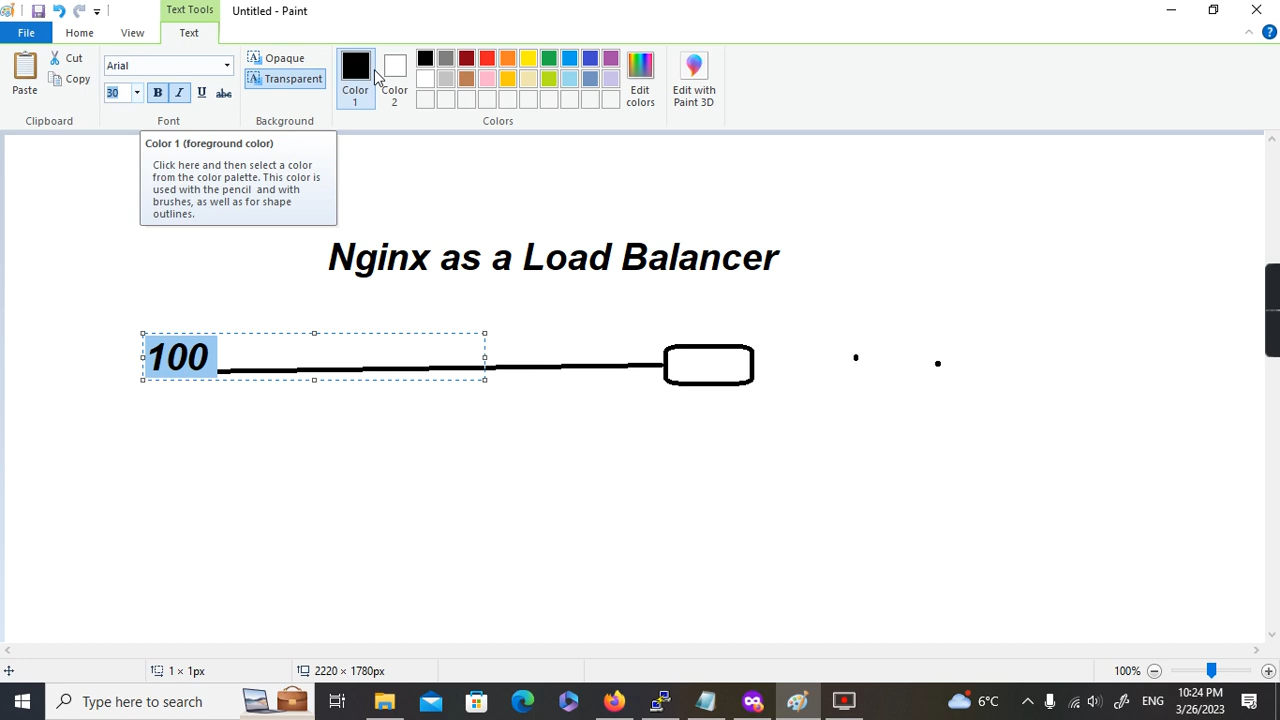 Text Tools
Untitled - Paint
File
Home
View
Text
Paste
Cut
Copy
Clipboard
Arial
30
B I U abc
Font
Opaque
Transparent
Background
Color 1
Color 2
Edit colors
Colors
Edit with Paint 3D
Color 1 (foreground color)
Click here and then select a color
from the color palette. This color is
used with the pencil and with
brushes, as well as for shape
outlines.
Nginx as a Load Balancer
100
1 × 1px
2220 × 1780px
100%
Type here to search
6°C
ENG
10:24 PM
3/26/2023